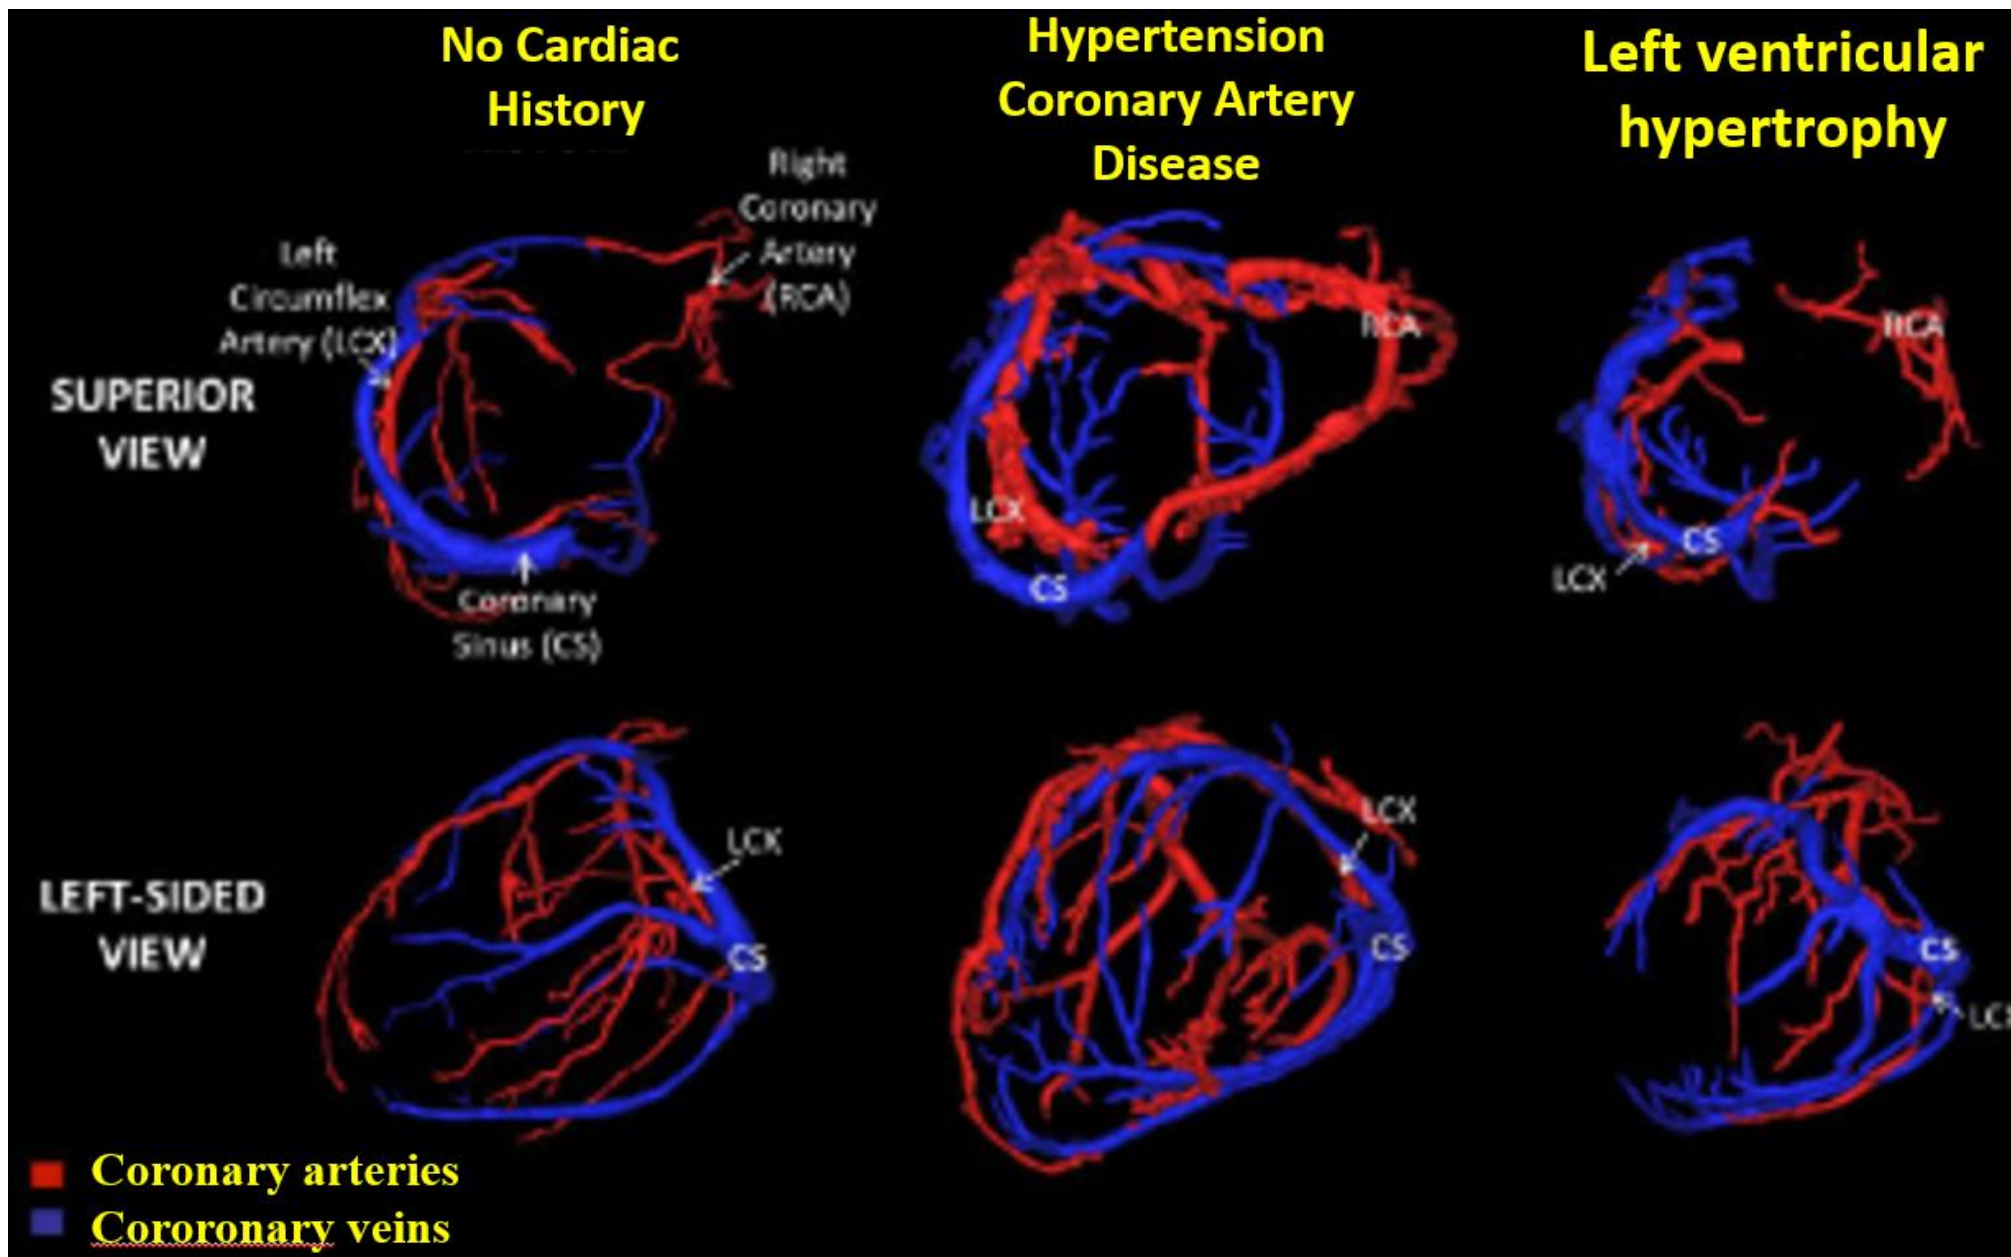 No Cardiac
History
Hypertension
Coronary Artery
Disease
Left ventricular
hypertrophy
Right
Coronary
Artery
(RCA)
Left
Circumflex
Artery (LCX)
SUPERIOR
VIEW
Coronary
Sinus (CS)
RCA
LCX
CS
RCA
CS
LCX
LEFT-SIDED
VIEW
LCX
CS
LCX
CS
CS
Coronary arteries
Cororonary veins